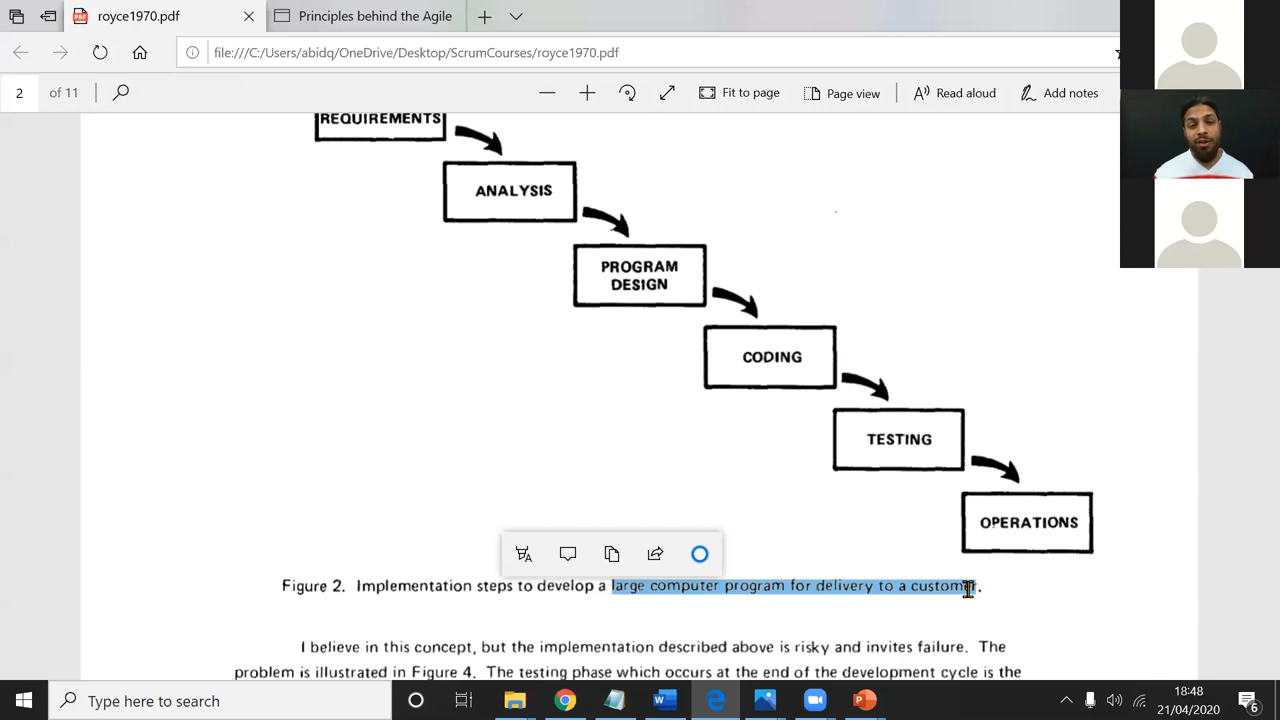 royce1970.pdf
Principles behind the Agile
file:///C:/Users/abidq/OneDrive/Desktop/ScrumCourses/royce1970.pdf
2 of 11
Fit to page
Page view
Read aloud
Add notes
REQUIREMENTS
ANALYSIS
PROGRAM
DESIGN
CODING
TESTING
OPERATIONS
Figure 2. Implementation steps to develop a large computer program for delivery to a customer.
I believe in this concept, but the implementation described above is risky and invites failure. The
problem is illustrated in Figure 4. The testing phase which occurs at the end of the development cycle is the
Type here to search
18:48
21/04/2020
6